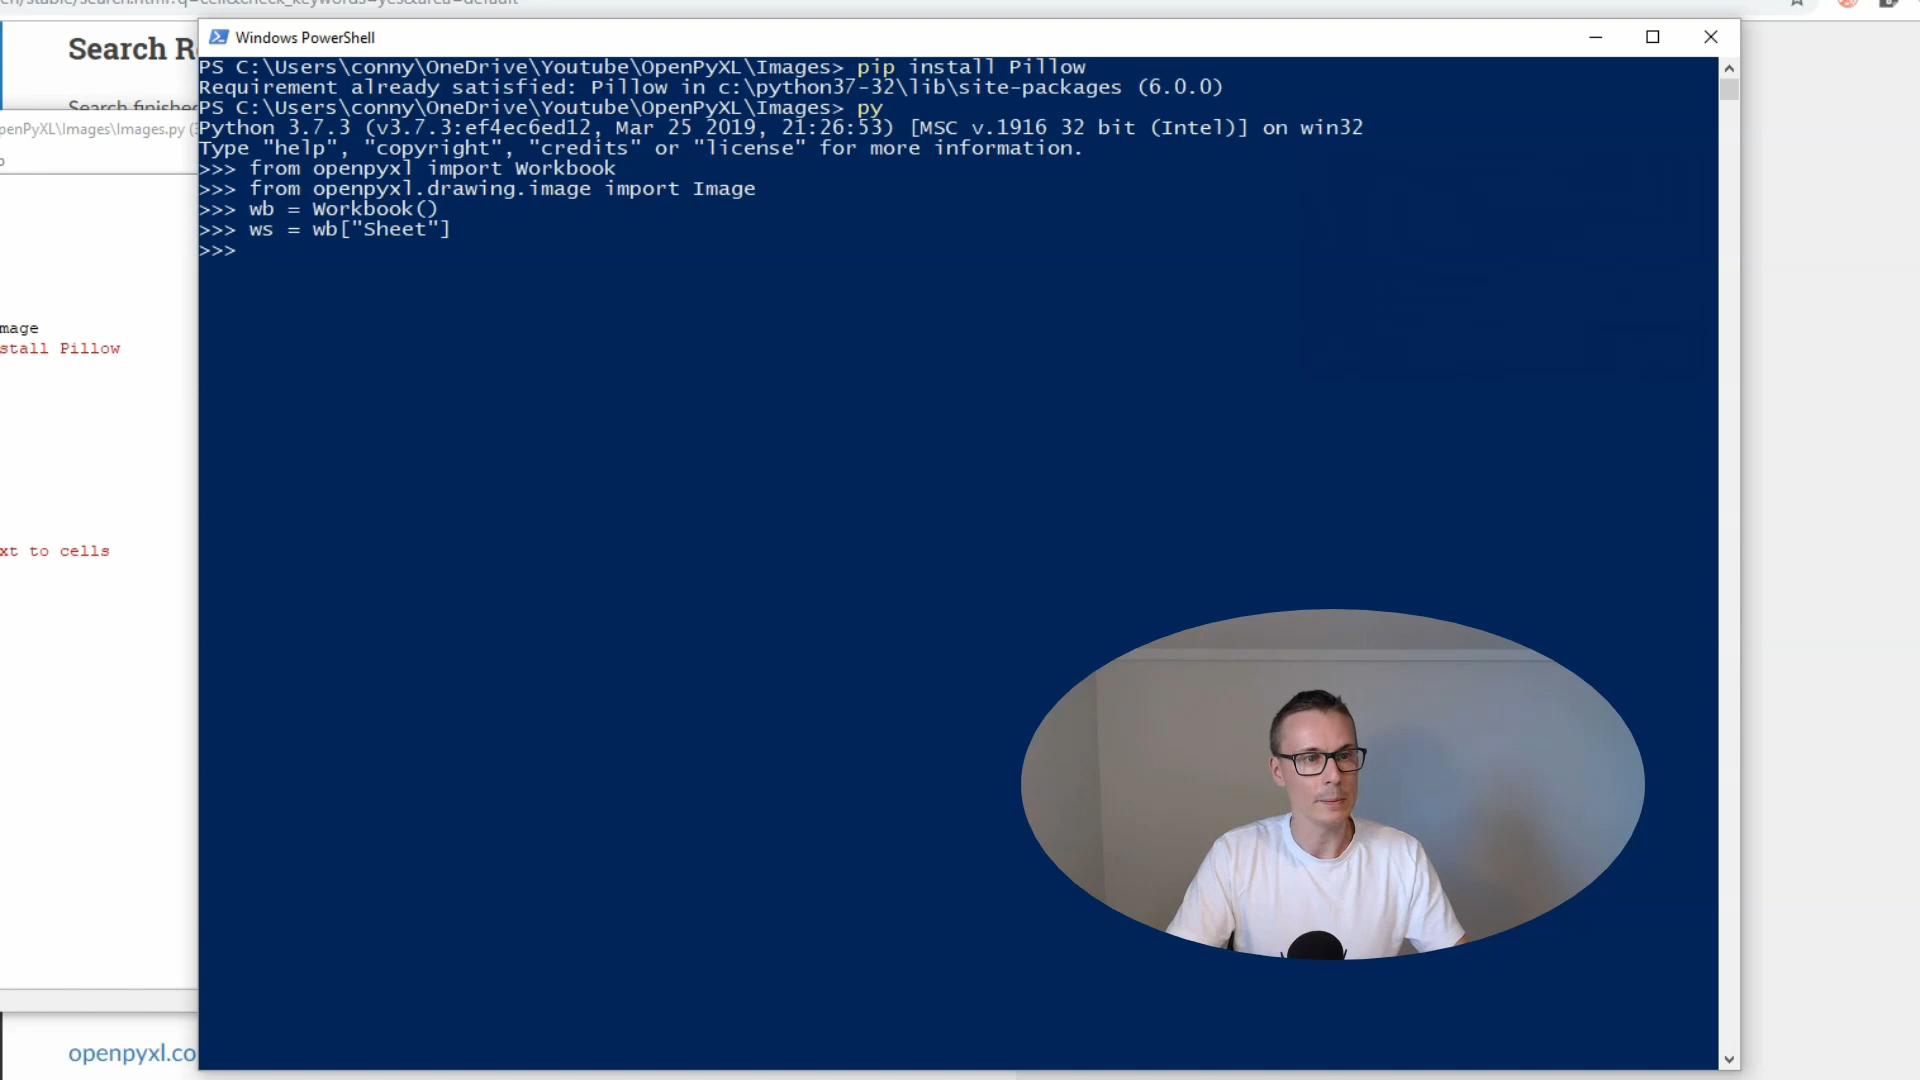 Search R
Search finished
penPyXL\Images\Images.py (
mage
stall Pillow
xt to cells
openpyxl.co
Windows PowerShell
PS C:\Users\conny\OneDrive\Youtube\OpenPyXL\Images> pip install Pillow
Requirement already satisfied: Pillow in c:\python37-32\lib\site-packages (6.0.0)
PS C:\Users\conny\OneDrive\Youtube\OpenPyXL\Images> py
Python 3.7.3 (v3.7.3:ef4ec6ed12, Mar 25 2019, 21:26:53) [MSC v.1916 32 bit (Intel)] on win32
Type "help", "copyright", "credits" or "license" for more information.
>>> from openpyxl import Workbook
>>> from openpyxl.drawing.image import Image
>>> wb = Workbook()
>>> ws = wb["Sheet"]
>>>